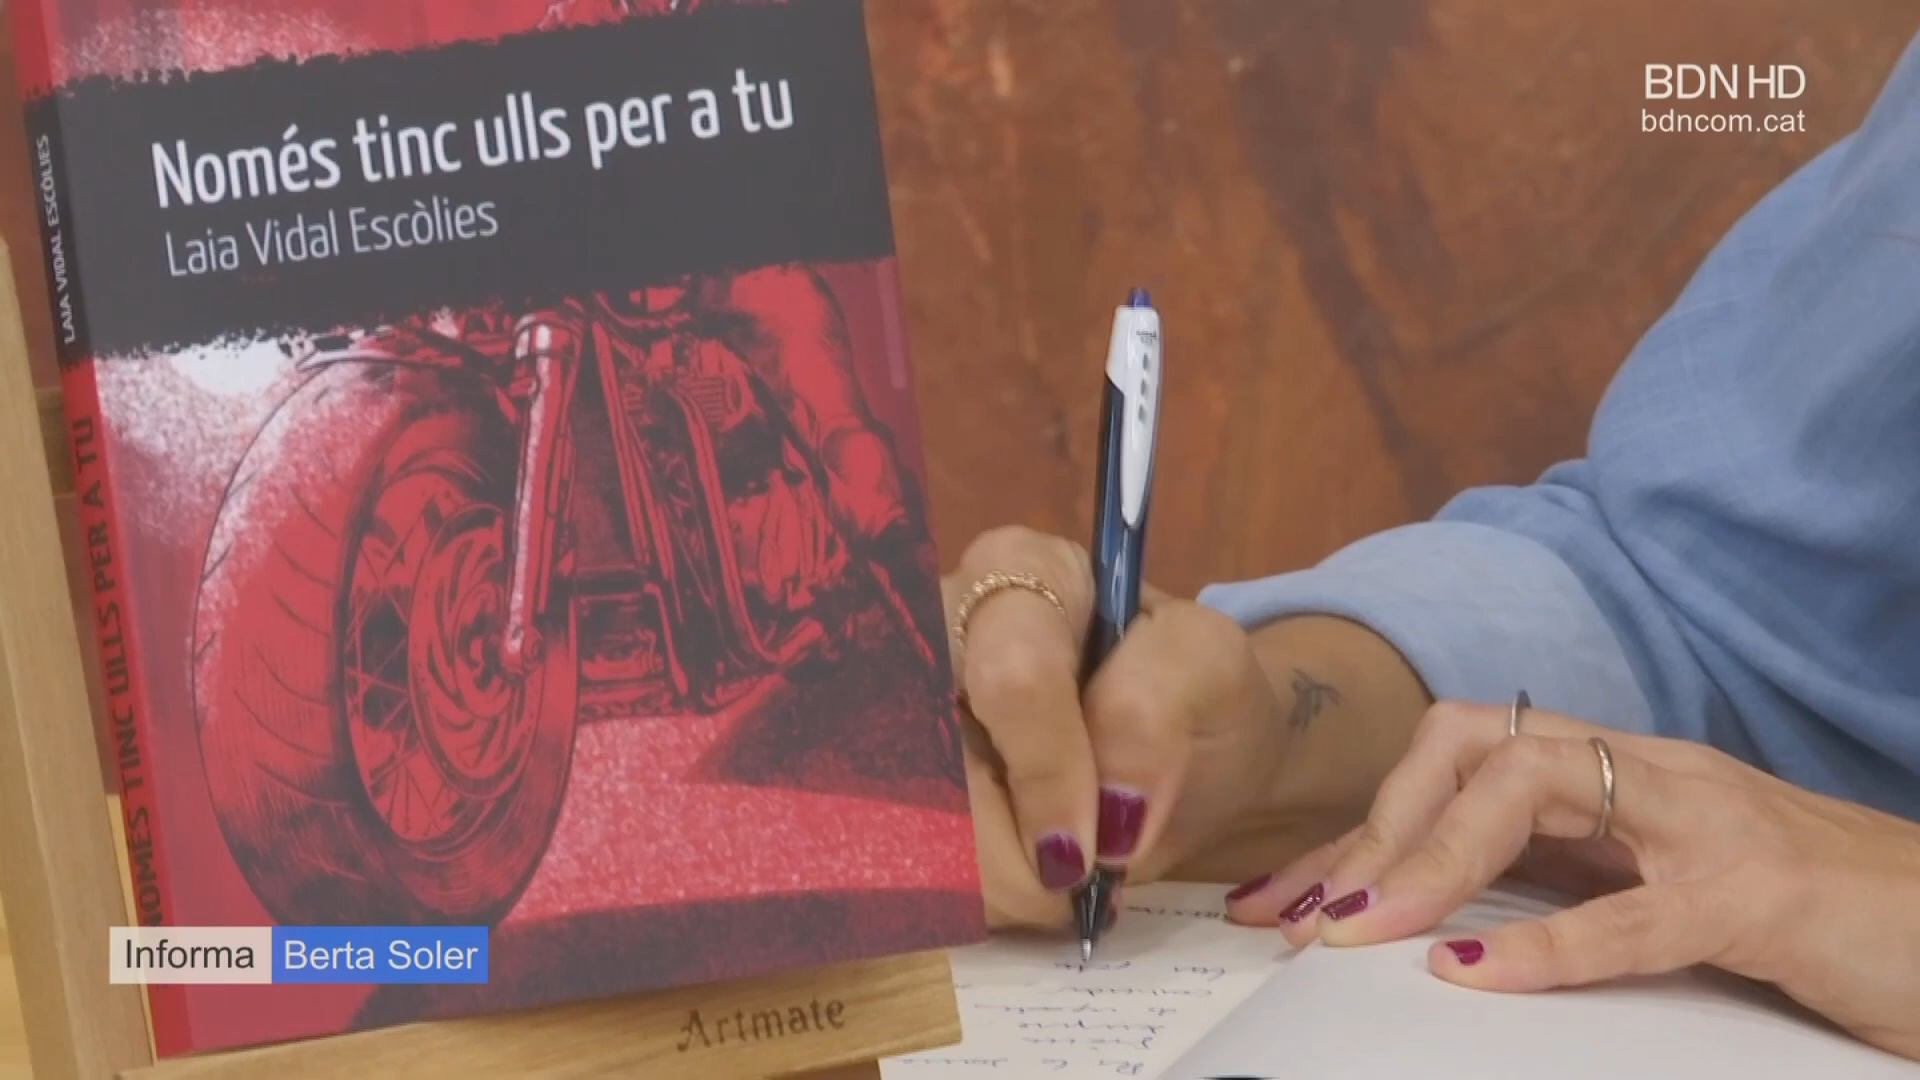 Només tinc ulls per a tu
Laia Vidal Escòlies
LAIA VIDAL ESCÒLIES
NOMÉS TINC ULLS PER A TU
BDN HD
bdncom.cat
Informa Berta Soler
Artmate